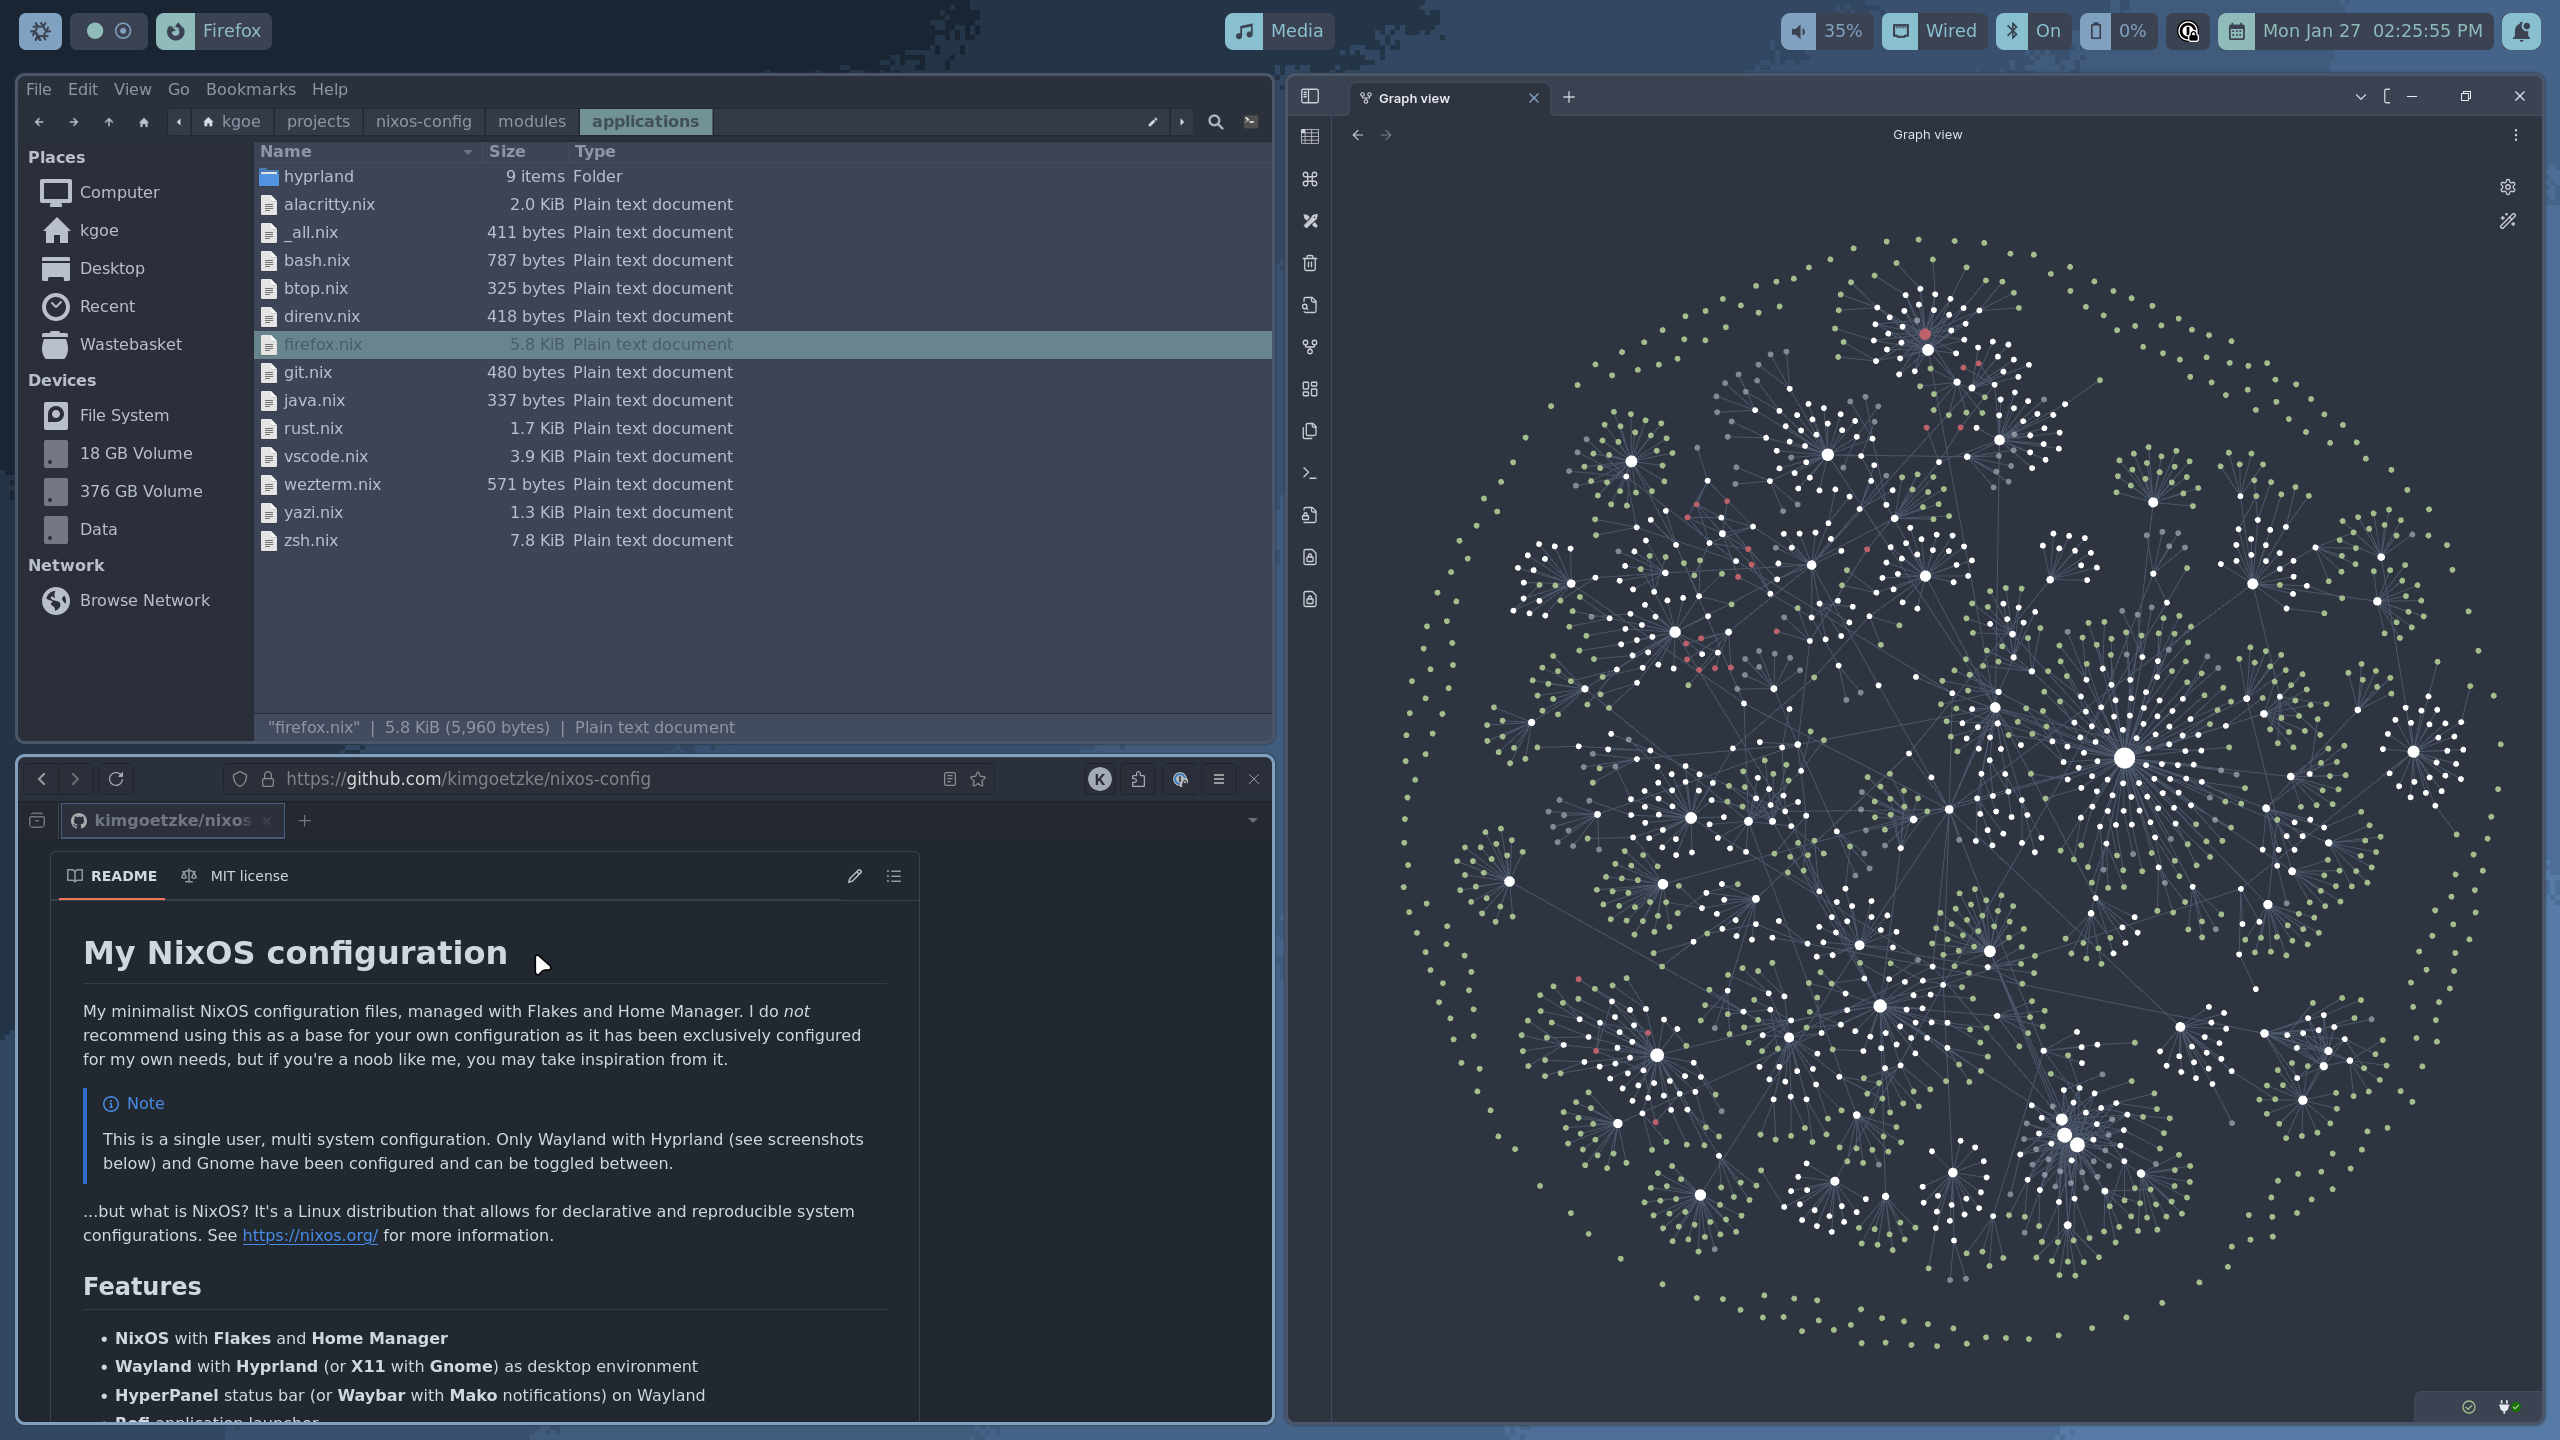 Firefox
Media
35%
Wired
On
0%
Mon Jan 27 02:25:55 PM
File Edit View Go Bookmarks Help
kgoe projects nixos-config modules applications
Places
Computer
kgoe
Desktop
Recent
Wastebasket
Devices
File System
18 GB Volume
376 GB Volume
Data
Network
Browse Network
Name Size Type
hyprland 9 items Folder
alacritty.nix 2.0 KiB Plain text document
_all.nix 411 bytes Plain text document
bash.nix 787 bytes Plain text document
btop.nix 325 bytes Plain text document
direnv.nix 418 bytes Plain text document
firefox.nix 5.8 KiB Plain text document
git.nix 480 bytes Plain text document
java.nix 337 bytes Plain text document
rust.nix 1.7 KiB Plain text document
vscode.nix 3.9 KiB Plain text document
wezterm.nix 571 bytes Plain text document
yazi.nix 1.3 KiB Plain text document
zsh.nix 7.8 KiB Plain text document
"firefox.nix" | 5.8 KiB (5,960 bytes) | Plain text document
https://github.com/kimgoetzke/nixos-config
K
kimgoetzke/nixos
README MIT license
My NixOS configuration
My minimalist NixOS configuration files, managed with Flakes and Home Manager. I do not
recommend using this as a base for your own configuration as it has been exclusively configured
for my own needs, but if you're a noob like me, you may take inspiration from it.
Note
This is a single user, multi system configuration. Only Wayland with Hyprland (see screenshots
below) and Gnome have been configured and can be toggled between.
...but what is NixOS? It's a Linux distribution that allows for declarative and reproducible system
configurations. See https://nixos.org/ for more information.
Features
• NixOS with Flakes and Home Manager
• Wayland with Hyprland (or X11 with Gnome) as desktop environment
• HyperPanel status bar (or Waybar with Mako notifications) on Wayland
• Rofi application launcher
Graph view
Graph view